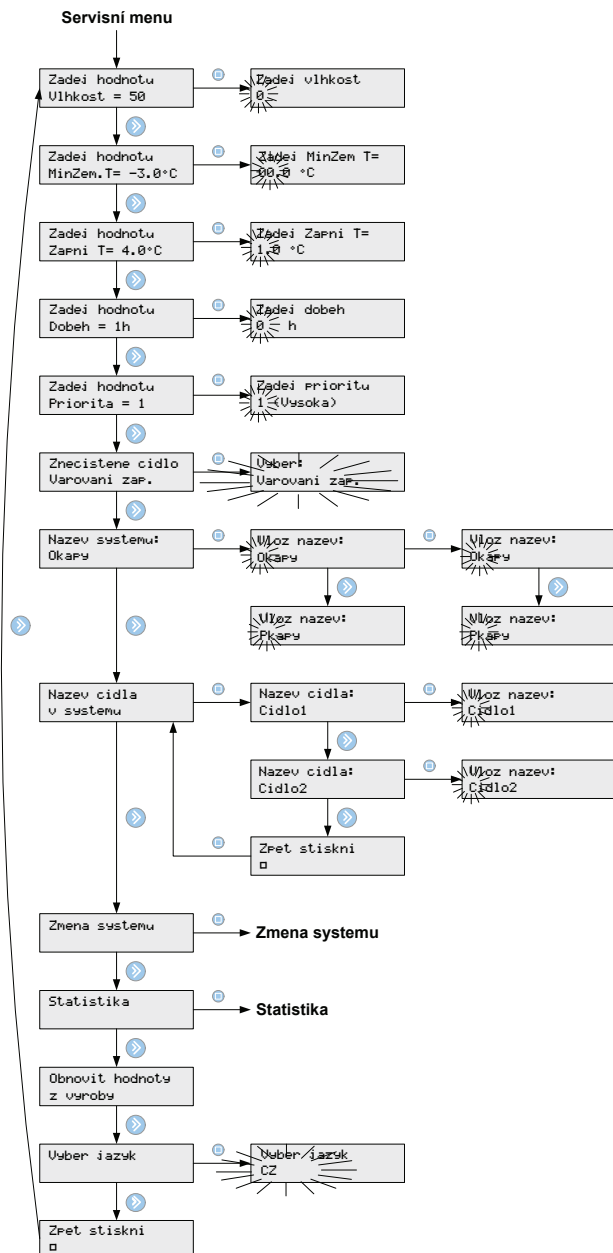 Servisní menu
Zadej hodnotu
Vlhkost = 50
Zadej vlhkost
0
Zadej hodnotu
MinZem.T= -3.0°C
Zadej MinZem T=
00.0 °C
Zadej hodnotu
Zapni T= 4.0°C
Zadej Zapni T=
1.0 °C
Zadej hodnotu
Dobeh = 1h
Zadej dobeh
0 h
Zadej hodnotu
Priorita = 1
Zadej prioritu
1 (Vysoka)
Znecistene cidlo
Varovani zap.
Vyber:
Varovani zap.
Nazev systemu:
Okapy
Vloz nazev:
Okapy
Vloz nazev:
Okapy
Vloz nazev:
Pkapy
Vloz nazev:
Pkapy
Nazev cidla
v systemu
Nazev cidla:
Cidlo1
Vloz nazev:
Cidlo1
Nazev cidla:
Cidlo2
Vloz nazev:
Cidlo2
Zpet stiskni
□
Zmena systemu
Zmena systemu
Statistika
Statistika
Obnovit hodnoty
z vyroby
Vyber jazyk
Vyber jazyk
CZ
Zpet stiskni
□